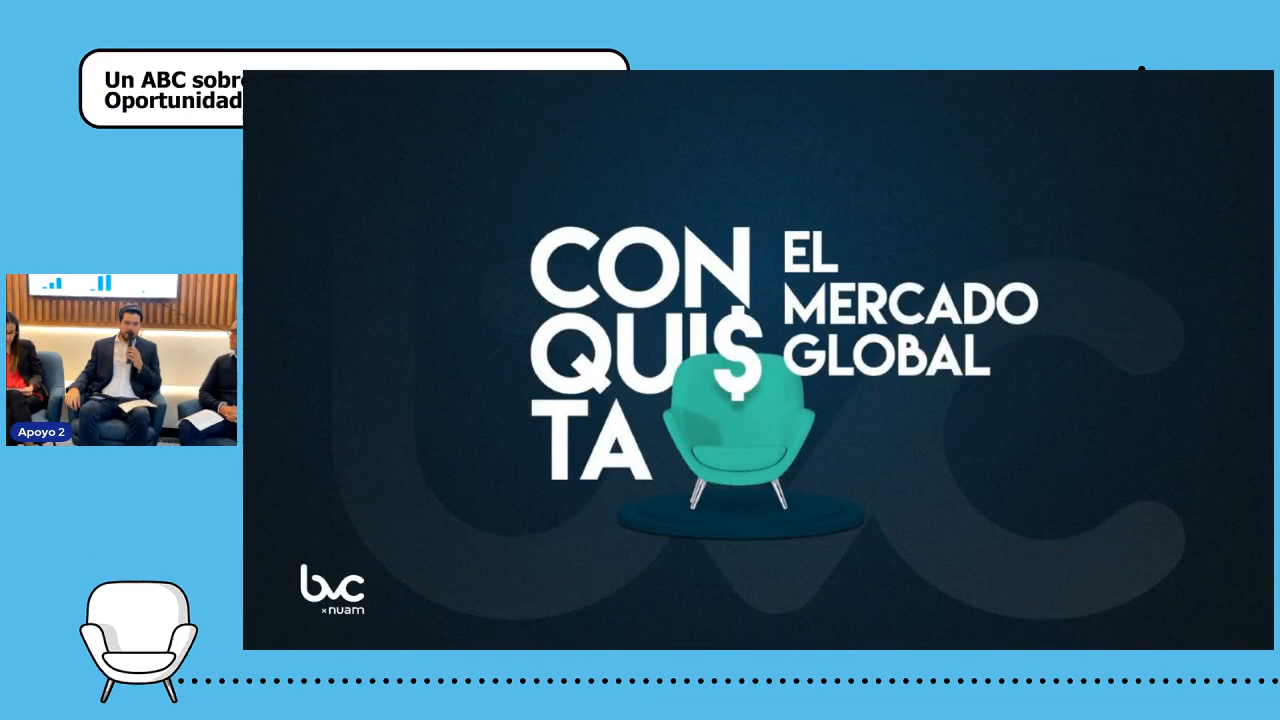 Un ABC sobre
Oportunidad
CON
QUI$
TA
EL
MERCADO
GLOBAL
Apoyo 2
bvc
x nuam